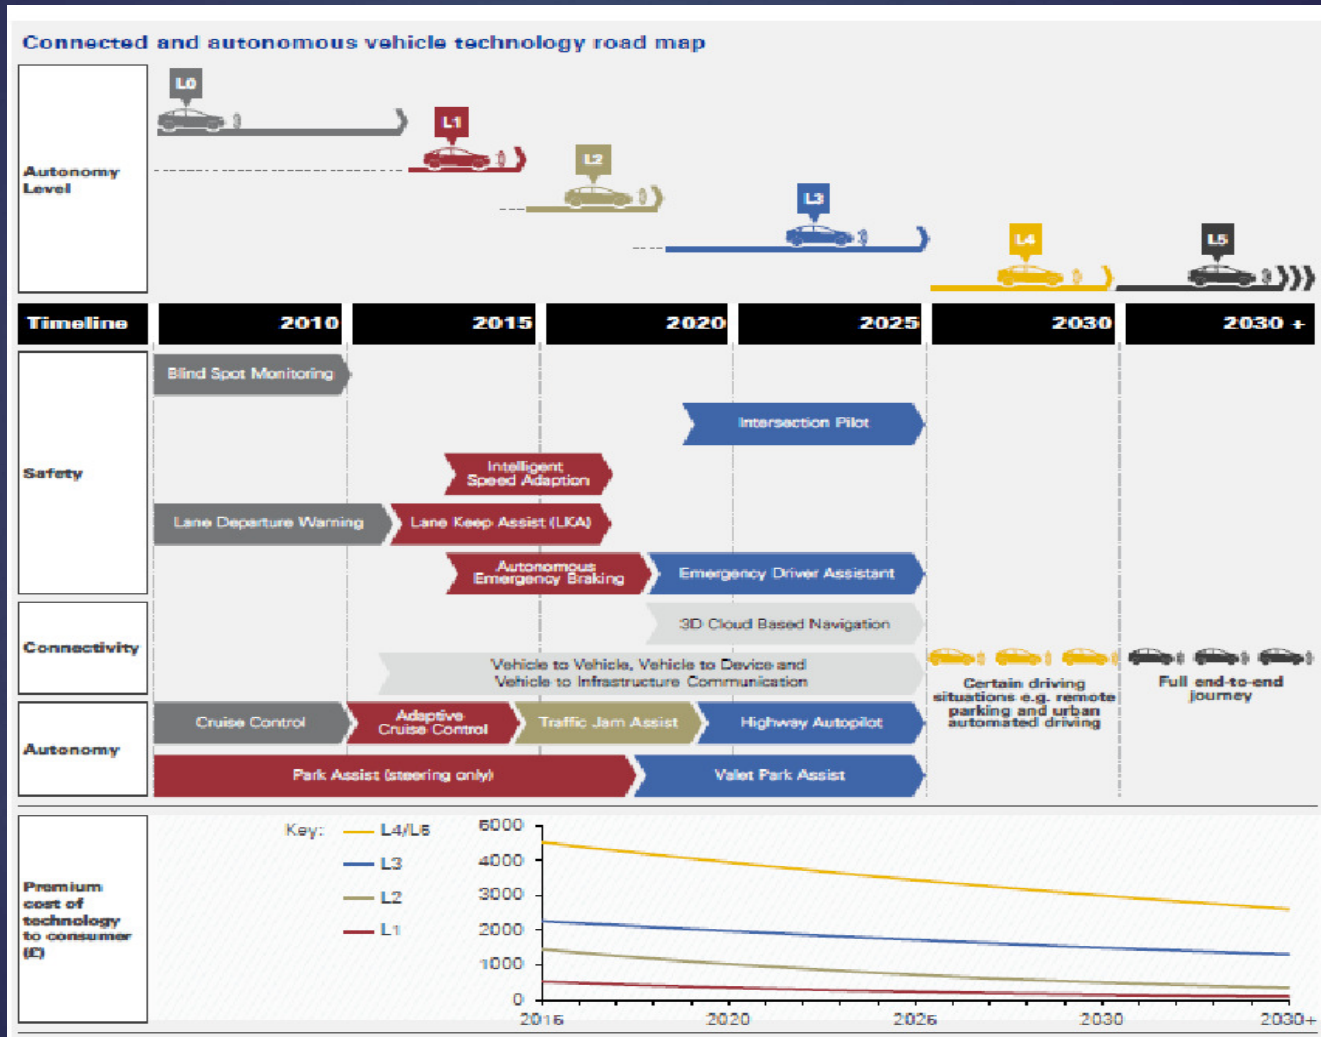 Connected and autonomous vehicle technology road map
L0
L1
L2
L3
L4
L5
Autonomy
Level
Timeline
2010
2015
2020
2025
2030
2030 +
Safety
Blind Spot Monitoring
Intersection Pilot
Intelligent
Speed Adaption
Lane Departure Warning
Lane Keep Assist (LKA)
Autonomous
Emergency Braking
Emergency Driver Assistant
Connectivity
3D Cloud Based Navigation
Vehicle to Vehicle, Vehicle to Device and
Vehicle to Infrastructure Communication
Certain driving
situations e.g. remote
parking and urban
automated driving
Full end-to-end
journey
Autonomy
Cruise Control
Adaptive
Cruise Control
Traffic Jam Assist
Highway Autopilot
Park Assist (steering only)
Valet Park Assist
Premium
cost of
technology
to consumer
(£)
Key:
L4/L5
L3
L2
L1
5000
4000
3000
2000
1000
0
2015
2020
2025
2030
2030+